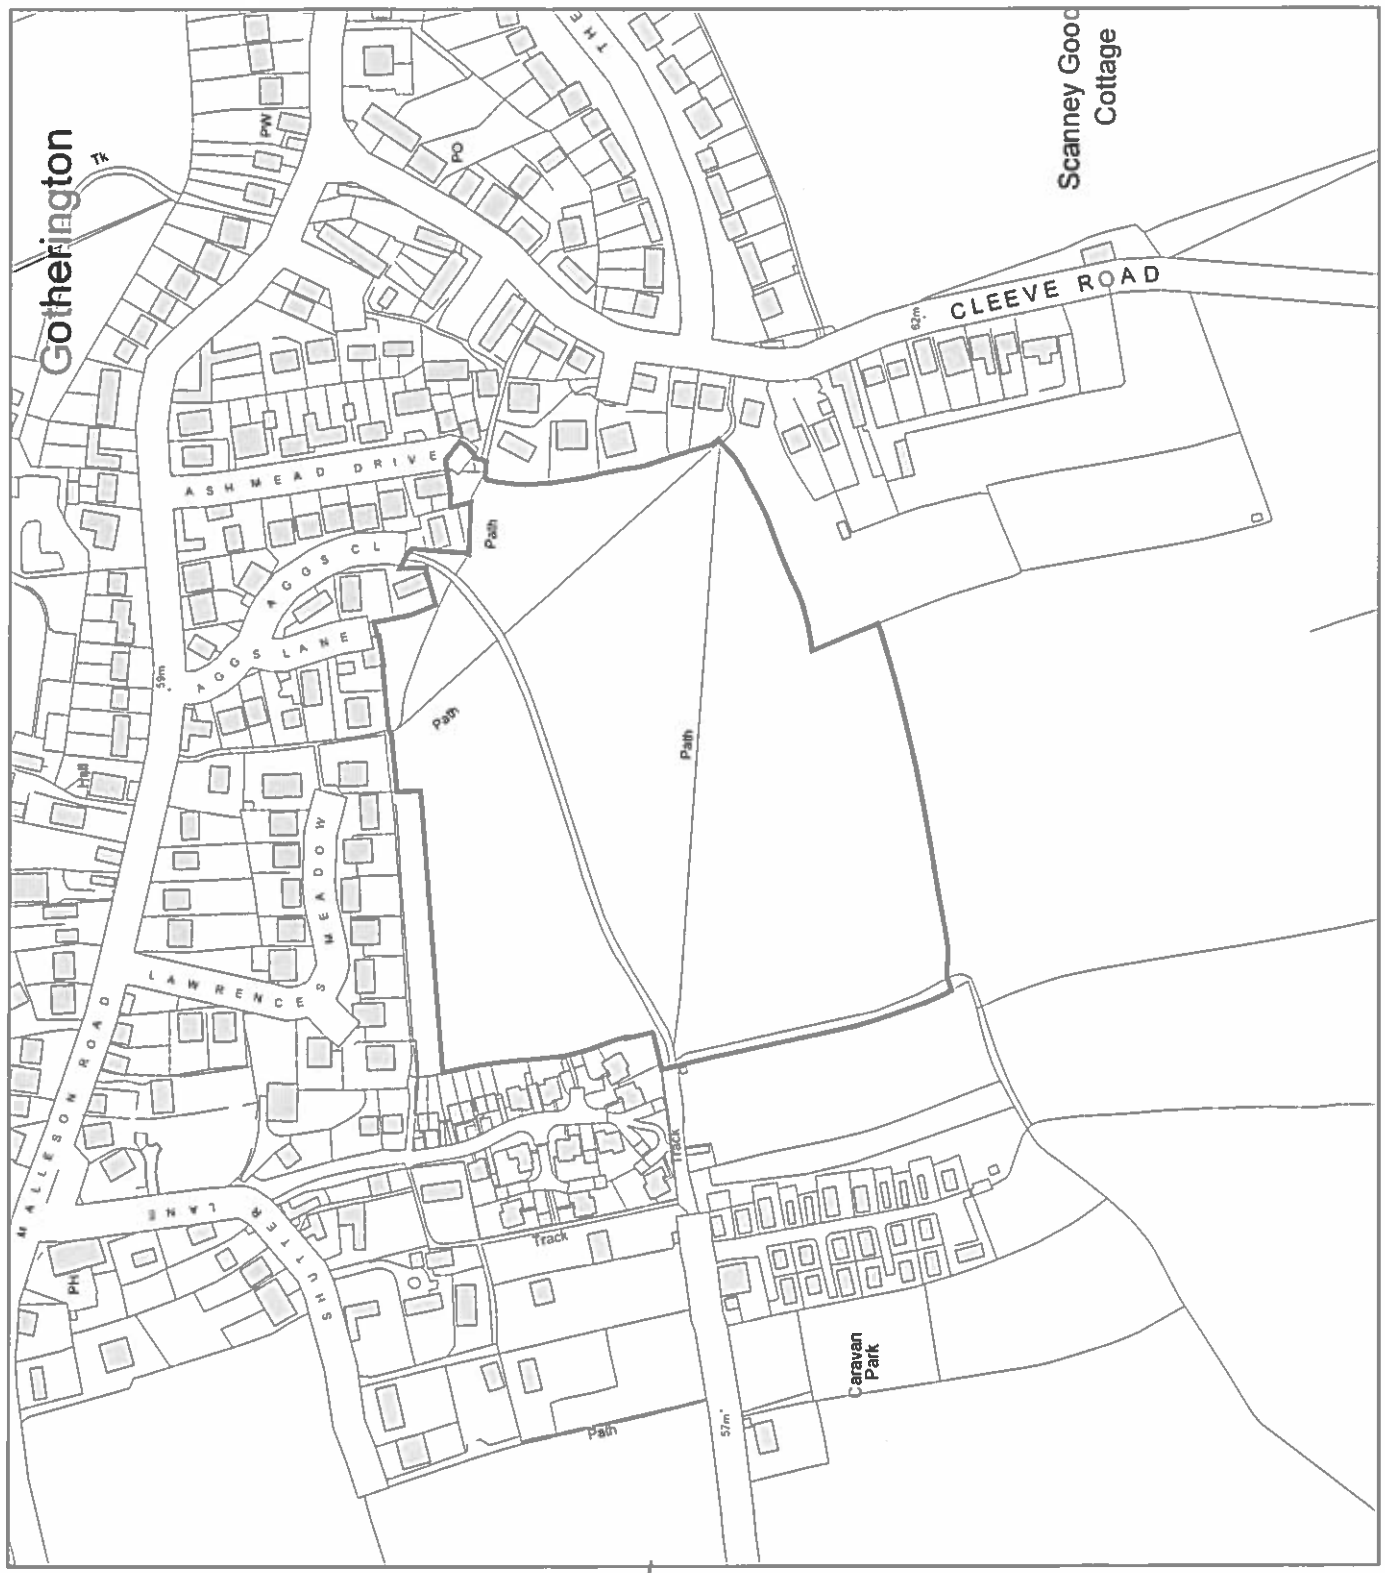 Gotherington
Tk
PW
PO
THE
Scanney Good
Cottage
CLEEVE ROAD
62m
ASHMEAD DRIVE
AGGS CL
AGGS LANE
59m
Path
Path
Path
Hall
LAWRENCES MEADOW
MALLESON ROAD
SHUTTER LANE
PH
Track
Track
Path
57m
Caravan
Park